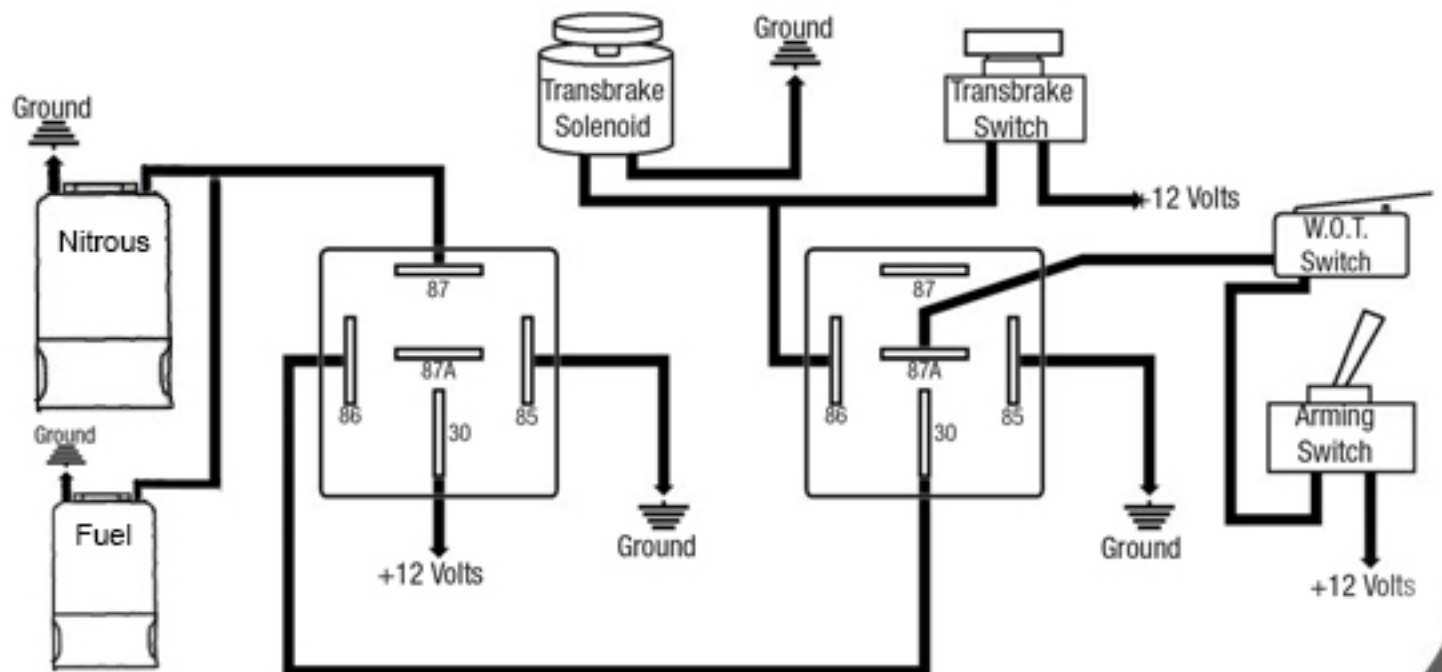 Ground
Nitrous
Ground
Fuel
Transbrake
Solenoid
Ground
Transbrake
Switch
+12 Volts
W.O.T.
Switch
Arming
Switch
+12 Volts
87
87A
86
85
30
+12 Volts
Ground
87
87A
86
85
30
Ground